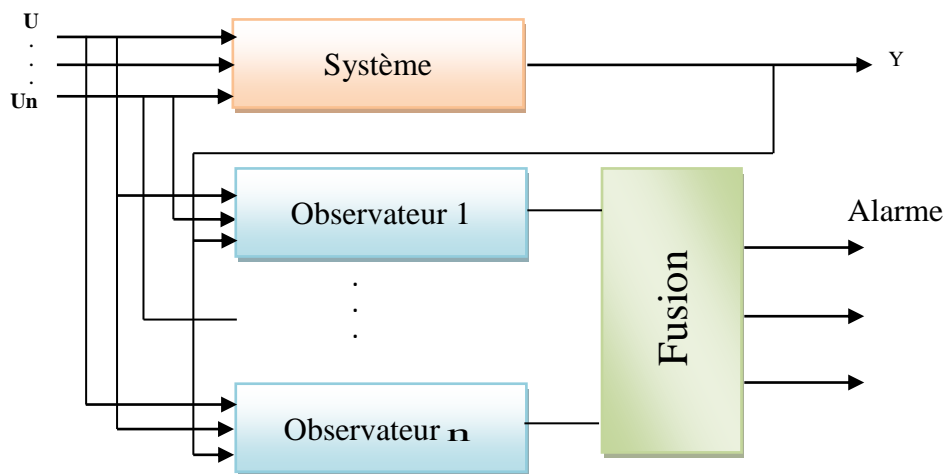 U
.
.
.
Un
Système
Y
Observateur 1
Alarme
.
.
.
Fusion
Observateur n